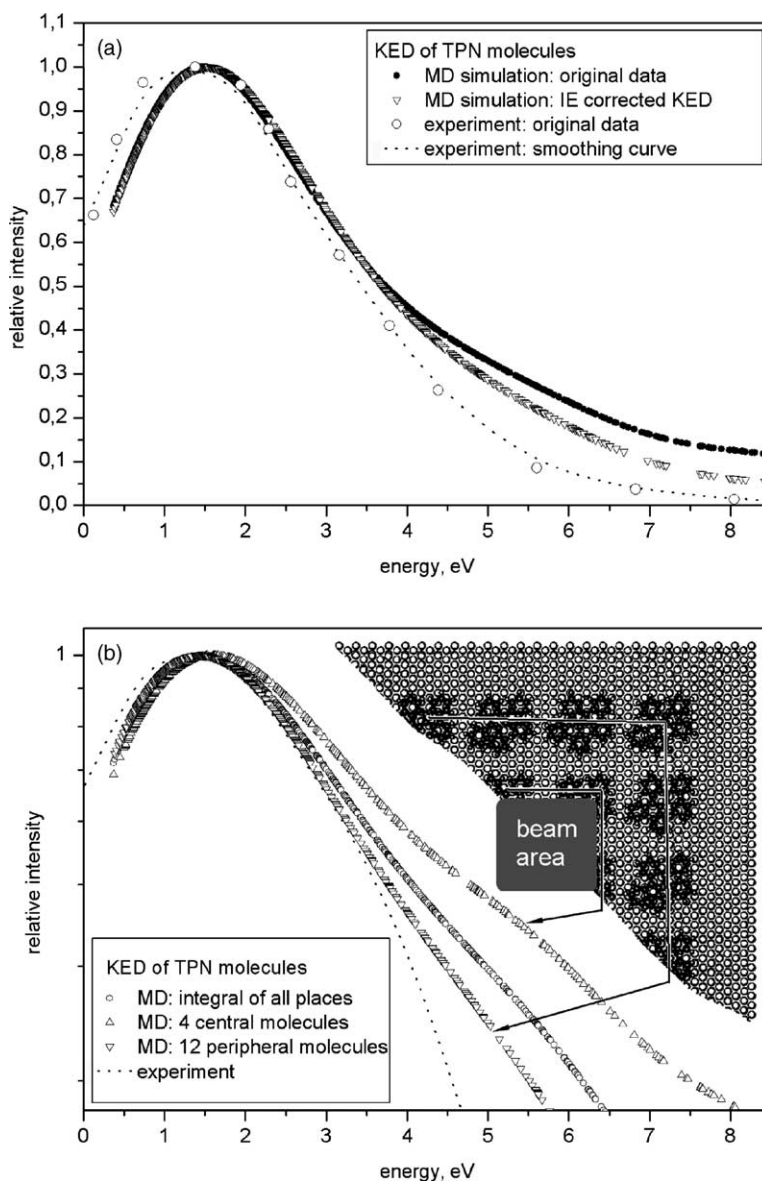 (a)
KED of TPN molecules
MD simulation: original data
MD simulation: IE corrected KED
experiment: original data
experiment: smoothing curve
1,1
1,0
0,9
0,8
0,7
0,6
0,5
0,4
0,3
0,2
0,1
0,0
relative intensity
0 1 2 3 4 5 6 7 8
energy, eV
(b)
1
relative intensity
beam
area
KED of TPN molecules
MD: integral of all places
MD: 4 central molecules
MD: 12 peripheral molecules
experiment
0 1 2 3 4 5 6 7 8
energy, eV